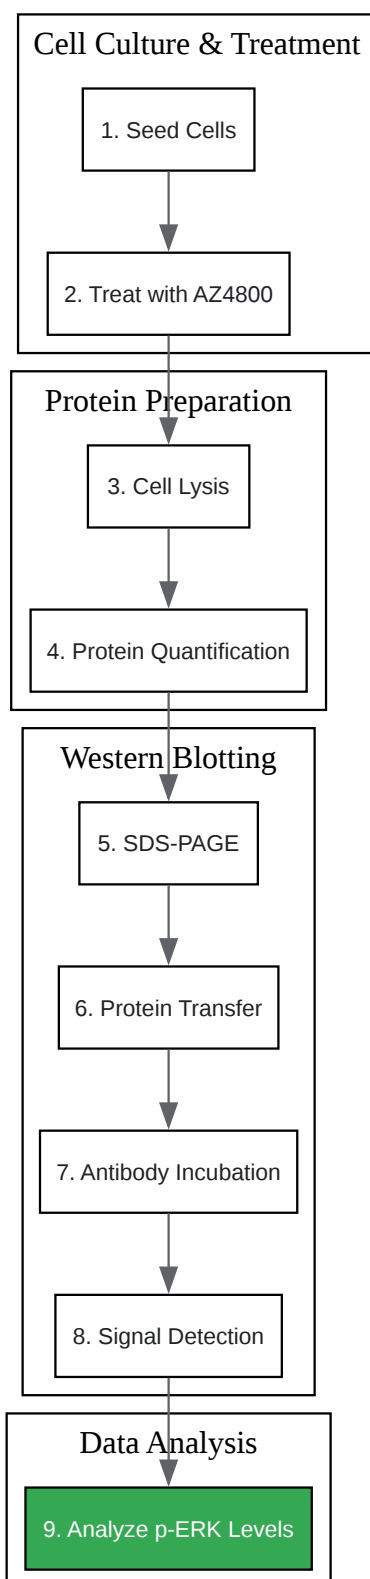 Cell Culture & Treatment
1. Seed Cells
2. Treat with AZ4800
Protein Preparation
3. Cell Lysis
4. Protein Quantification
Western Blotting
5. SDS-PAGE
6. Protein Transfer
7. Antibody Incubation
8. Signal Detection
Data Analysis
9. Analyze p-ERK Levels